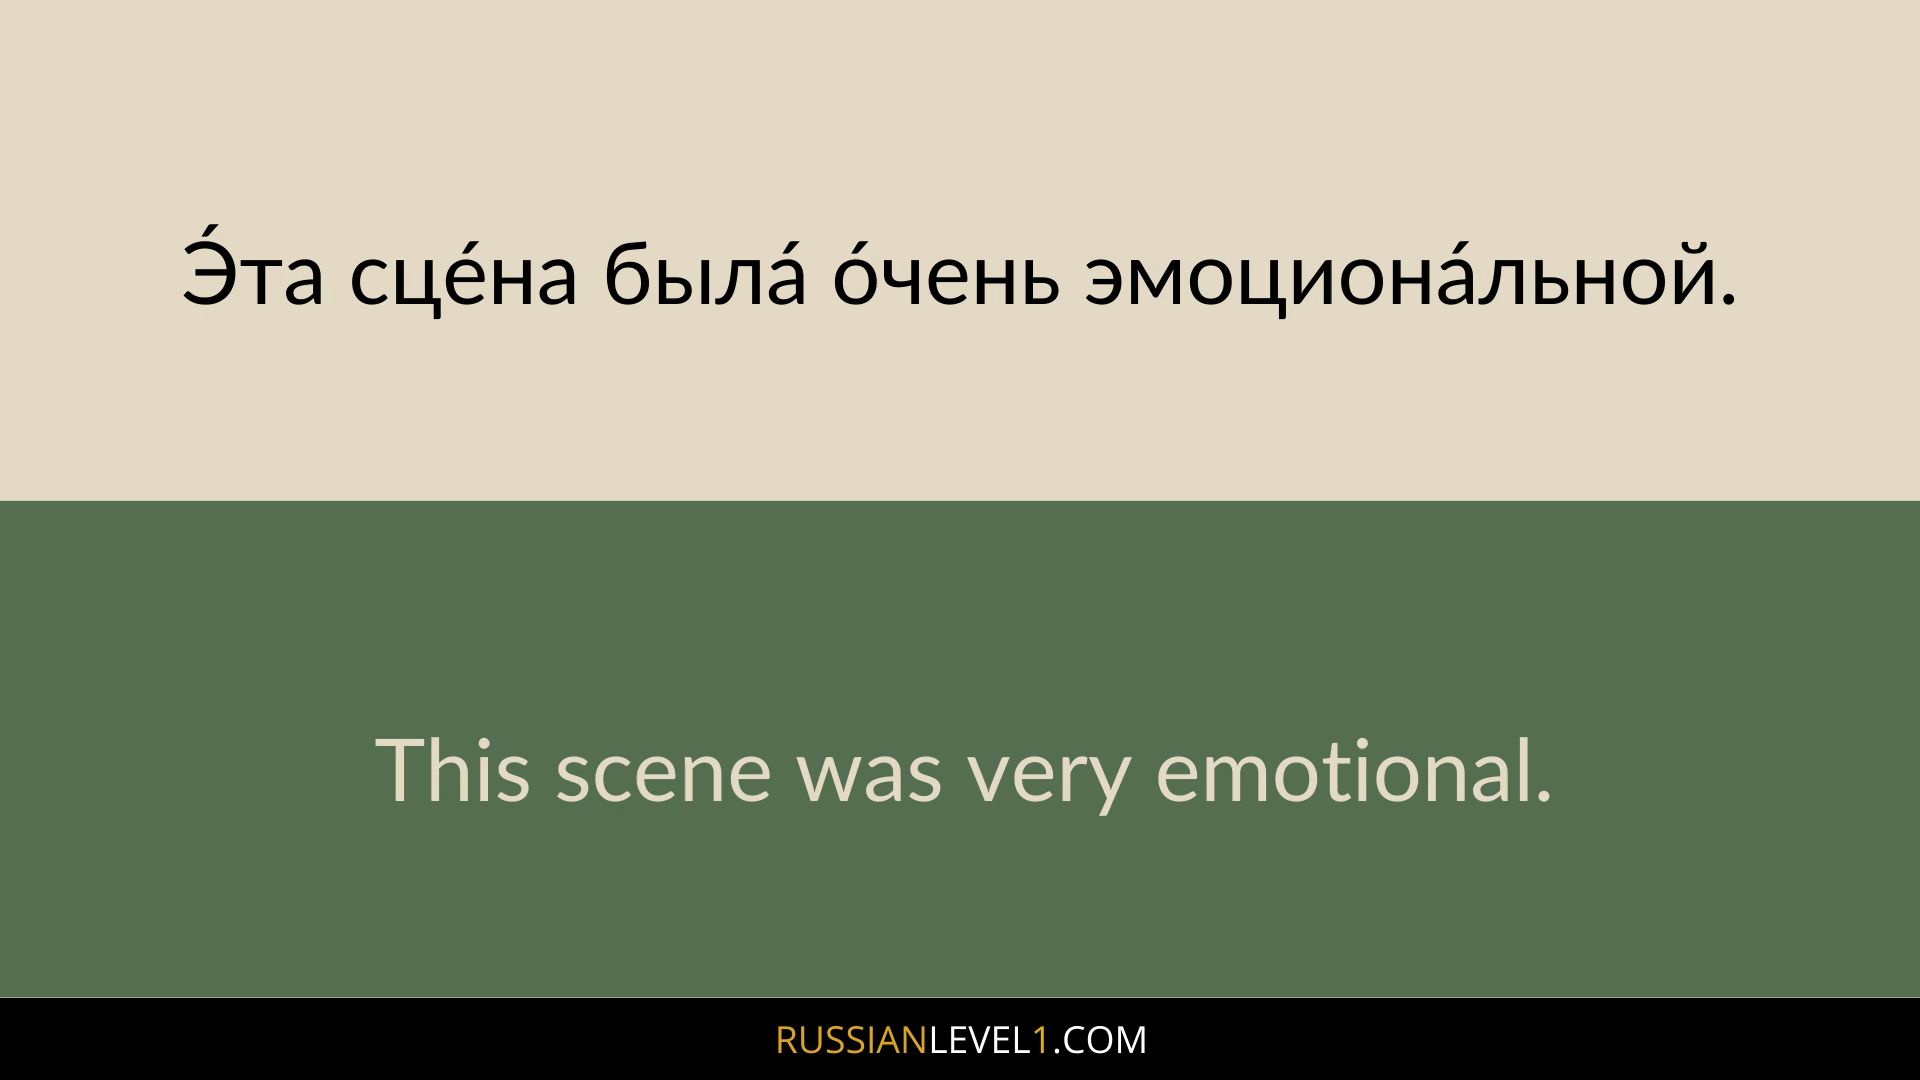 Э́та сце́на была́ о́чень эмоциона́льной.
This scene was very emotional.
RUSSIANLEVEL1.COM